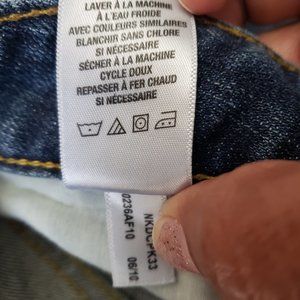 LAVER À LA MACHINE
À L'EAU FROIDE
AVEC COULEURS SIMILAIRES
BLANCHIR SANS CHLORE
SI NÉCESSAIRE
SÉCHER À LA MACHINE
CYCLE DOUX
REPASSER À FER CHAUD
SI NÉCESSAIRE
NKDCPK33
0236AF10 06/10